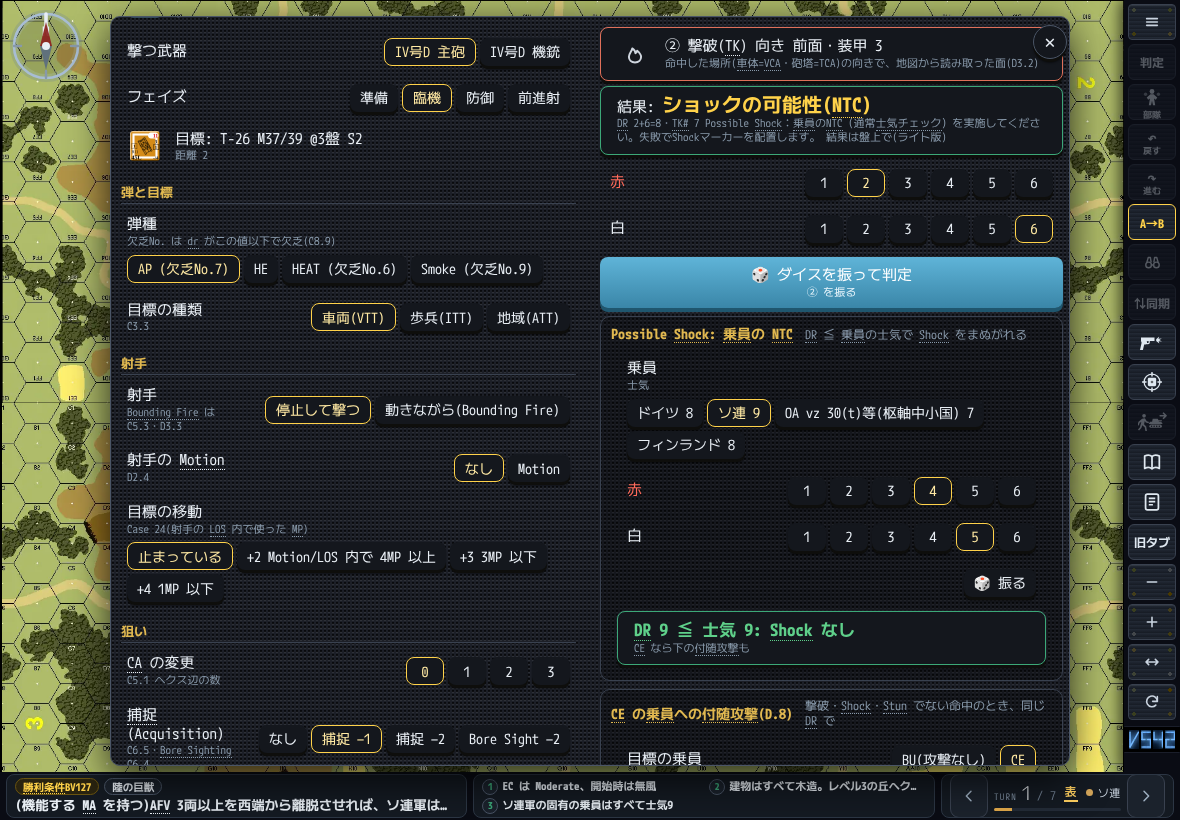 撃つ武器
IV号D 主砲
IV号D 機銃
フェイズ
準備
臨機
防御
前進射
目標: T-26 M37/39 @3盤 S2
距離 2
弾と目標
弾種
欠乏No. は dr がこの値以下で欠乏(C8.9)
AP (欠乏No.7)
HE
HEAT (欠乏No.6)
Smoke (欠乏No.9)
目標の種類
C3.3
車両(VTT)
歩兵(ITT)
地域(ATT)
射手
射手
Bounding Fire は
C5.3・D3.3
停止して撃つ
動きながら(Bounding Fire)
射手の Motion
D2.4
なし
Motion
目標の移動
Case 24(射手の LOS 内で使った MP)
止まっている
+2 Motion/LOS 内で 4MP 以上
+3 3MP 以下
+4 1MP 以下
狙い
CA の変更
C5.1 ヘクス辺の数
0
1
2
3
捕捉
(Acquisition)
C6.5・Bore Sighting
C6.4
なし
捕捉 −1
捕捉 −2
Bore Sight −2
② 撃破(TK) 向き 前面・装甲 3
命中した場所(車体=VCA・砲塔=TCA)の向きで、地図から読み取った面(D3.2)
×
結果: ショックの可能性(NTC)
DR 2+6=8・TK# 7 Possible Shock：乗員のNTC（通常士気チェック）を実施してくださ
い。失敗でShockマーカーを配置します。 結果は盤上で(ライト版)
赤
1
2
3
4
5
6
白
1
2
3
4
5
6
ダイスを振って判定
② を振る
Possible Shock: 乗員の NTC
DR ≦ 乗員の士気で Shock をまぬがれる
乗員
士気
ドイツ 8
ソ連 9
OA vz 30(t)等(枢軸中小国) 7
フィンランド 8
赤
1
2
3
4
5
6
白
1
2
3
4
5
6
振る
DR 9 ≦ 士気 9: Shock なし
CE なら下の付随攻撃も
CE の乗員への付随攻撃(D.8)
撃破・Shock・Stun でない命中のとき、同じ
DR で
目標の乗員
BU(攻撃なし)
CE
判定
部隊
戻す
進む
A→B
⇅同期
旧タブ
−
+
↔
V542
勝利条件BV127
陸の巨獣
(機能する MA を持つ)AFV 3両以上を西端から離脱させれば、ソ連軍は…
1 EC は Moderate、開始時は無風
2 建物はすべて木造。レベル3の丘ヘク…
3 ソ連軍の固有の乗員はすべて士気9
TURN 1 / 7 表 ソ連
2
3